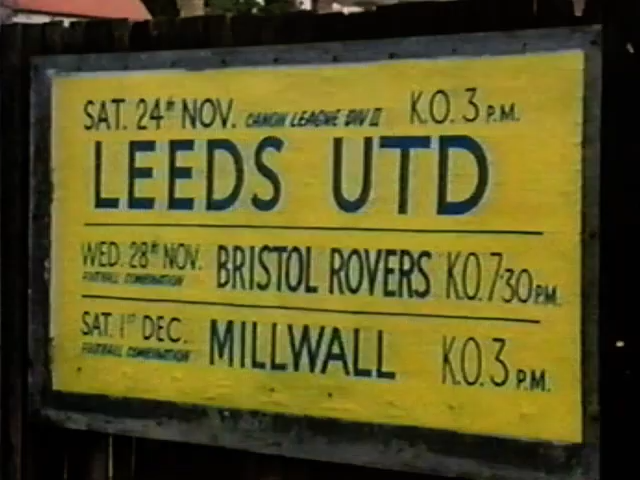 SAT. 24TH NOV. CANON LEAGUE DIV II K.O. 3 P.M.
LEEDS UTD
WED. 28TH NOV. BRISTOL ROVERS K.O. 7.30 P.M.
FOOTBALL COMBINATION
SAT. 1ST DEC. MILLWALL K.O. 3 P.M.
FOOTBALL COMBINATION